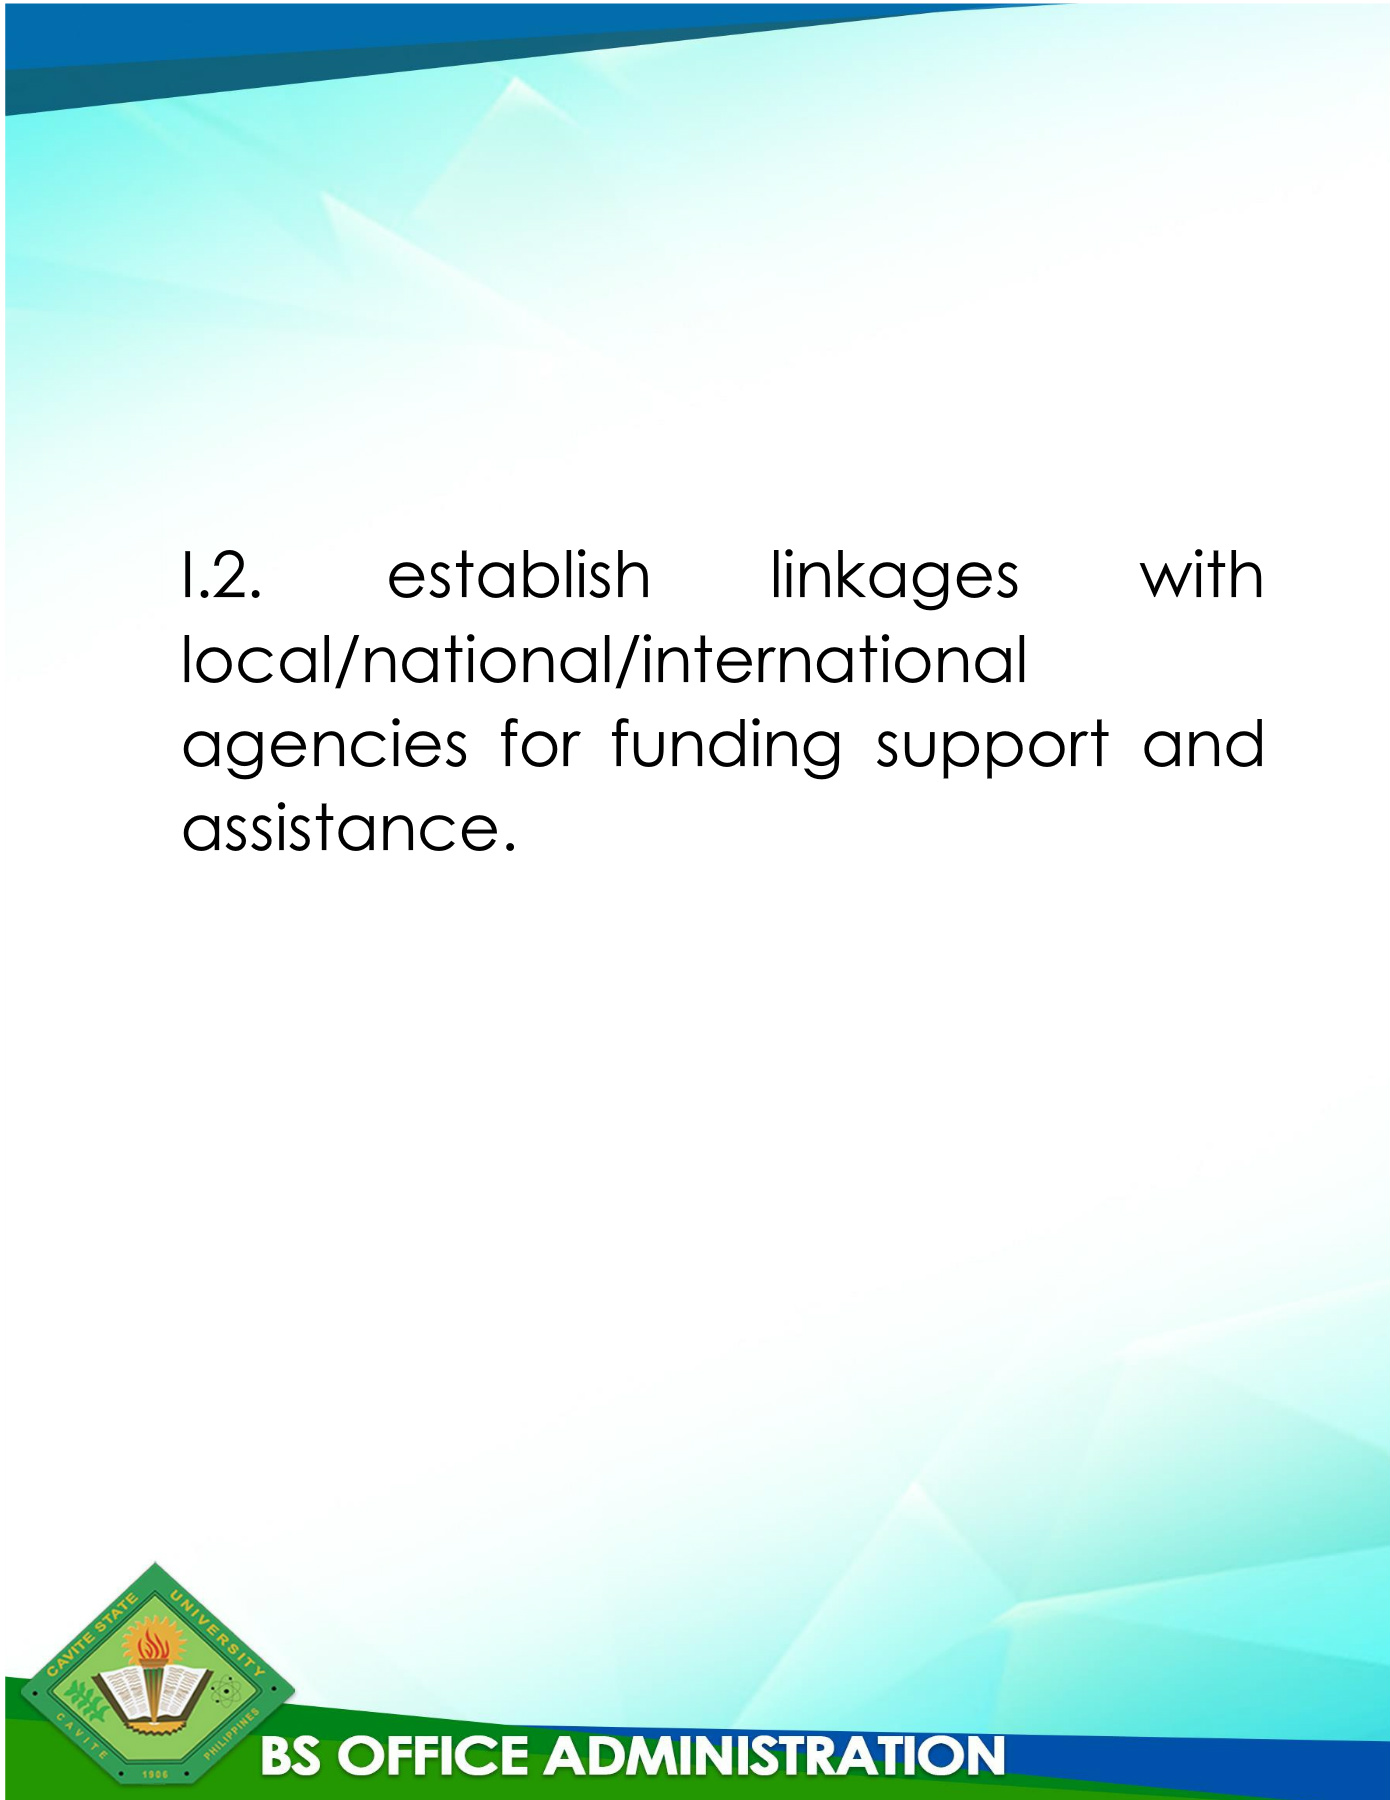 I.2. establish linkages with
local/national/international
agencies for funding support and
assistance.
CAVITE STATE UNIVERSITY
CAVITE PHILIPPINES
1906
BS OFFICE ADMINISTRATION